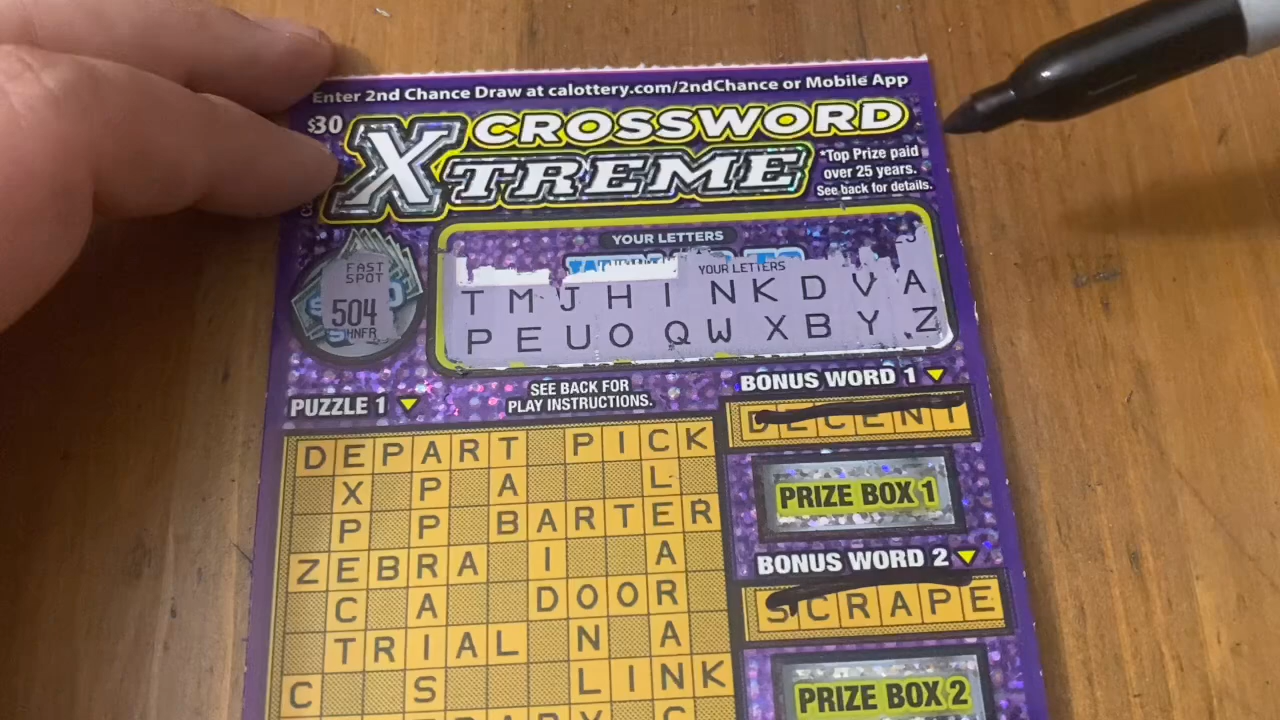 Enter 2nd Chance Draw at calottery.com/2ndChance or Mobile App
$30
CROSSWORD
XTREME
*Top Prize paid
over 25 years.
See back for details.
YOUR LETTERS
FAST
SPOT
504
YOUR LETTERS
T M J H I N K D V A
P E U O Q W X B Y Z
PUZZLE 1
SEE BACK FOR
PLAY INSTRUCTIONS.
BONUS WORD 1
DECENT
PRIZE BOX 1
BONUS WORD 2
SCRAPE
PRIZE BOX 2
DEPART PICK
X P A L
P P BARTER
ZEBRA I A
C A DOOR
TRIAL N A
C S LINK